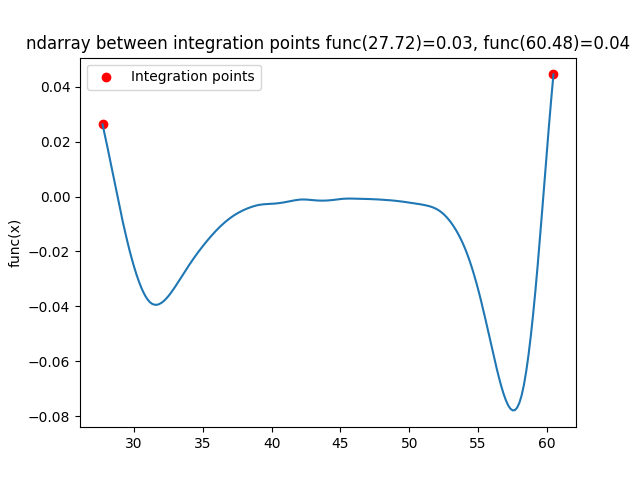 ndarray between integration points func(27.72)=0.03, func(60.48)=0.04
Integration points
0.04
0.02
0.00
−0.02
−0.04
−0.06
−0.08
func(x)
30 35 40 45 50 55 60